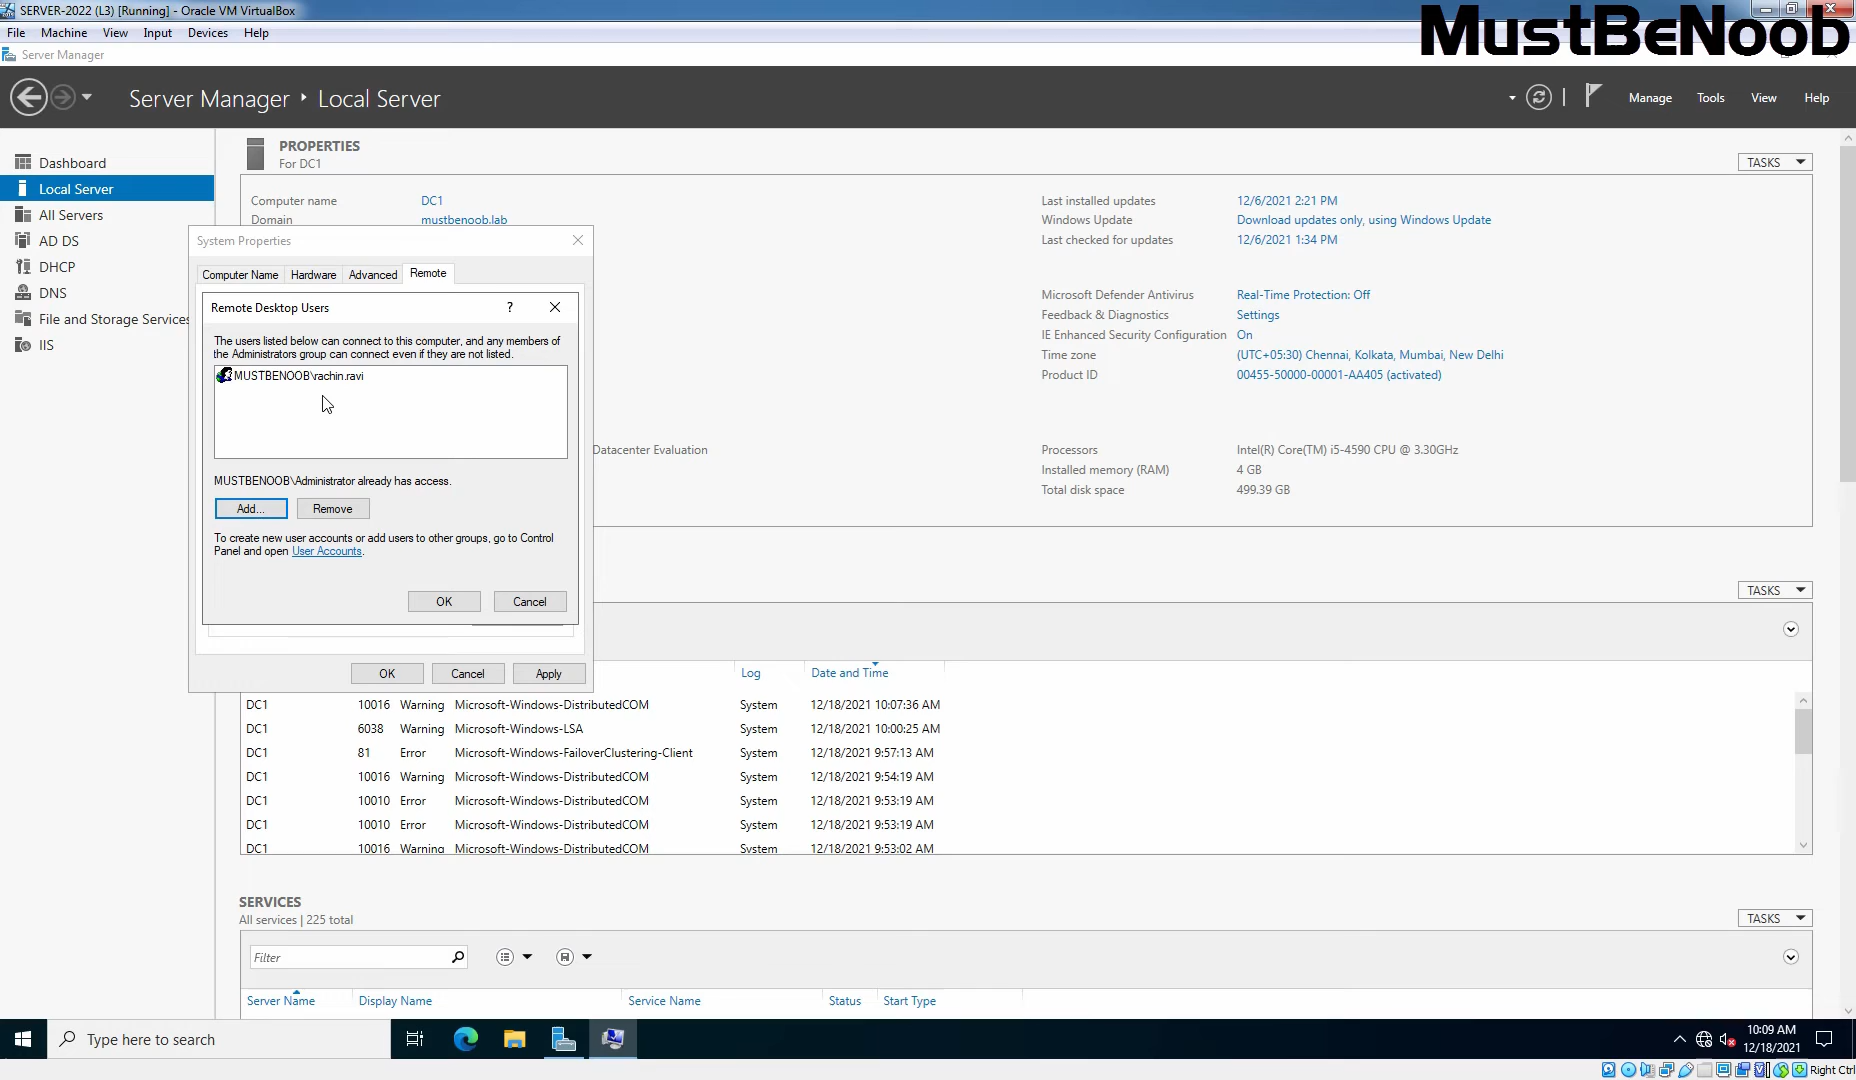 SERVER-2022 (L3) [Running] - Oracle VM VirtualBox
File Machine View Input Devices Help
MustBeNoob
Server Manager
Server Manager ‣ Local Server
Manage Tools View Help
Dashboard
Local Server
All Servers
AD DS
DHCP
DNS
File and Storage Services
IIS
PROPERTIES
For DC1
TASKS
Computer name DC1
Domain mustbenoob.lab
Last installed updates 12/6/2021 2:21 PM
Windows Update Download updates only, using Windows Update
Last checked for updates 12/6/2021 1:34 PM
Microsoft Defender Antivirus Real-Time Protection: Off
Feedback & Diagnostics Settings
IE Enhanced Security Configuration On
Time zone (UTC+05:30) Chennai, Kolkata, Mumbai, New Delhi
Product ID 00455-50000-00001-AA405 (activated)
Datacenter Evaluation
Processors Intel(R) Core(TM) i5-4590 CPU @ 3.30GHz
Installed memory (RAM) 4 GB
Total disk space 499.39 GB
System Properties
Computer Name Hardware Advanced Remote
Remote Desktop Users ?
The users listed below can connect to this computer, and any members of
the Administrators group can connect even if they are not listed.
MUSTBENOOB\rachin.ravi
MUSTBENOOB\Administrator already has access.
Add... Remove
To create new user accounts or add users to other groups, go to Control
Panel and open User Accounts.
OK Cancel
OK Cancel Apply
TASKS
Log Date and Time
DC1 10016 Warning Microsoft-Windows-DistributedCOM System 12/18/2021 10:07:36 AM
DC1 6038 Warning Microsoft-Windows-LSA System 12/18/2021 10:00:25 AM
DC1 81 Error Microsoft-Windows-FailoverClustering-Client System 12/18/2021 9:57:13 AM
DC1 10016 Warning Microsoft-Windows-DistributedCOM System 12/18/2021 9:54:19 AM
DC1 10010 Error Microsoft-Windows-DistributedCOM System 12/18/2021 9:53:19 AM
DC1 10010 Error Microsoft-Windows-DistributedCOM System 12/18/2021 9:53:19 AM
DC1 10016 Warning Microsoft-Windows-DistributedCOM System 12/18/2021 9:53:02 AM
SERVICES
All services | 225 total
TASKS
Filter
Server Name Display Name Service Name Status Start Type
Type here to search
10:09 AM
12/18/2021
Right Ctrl